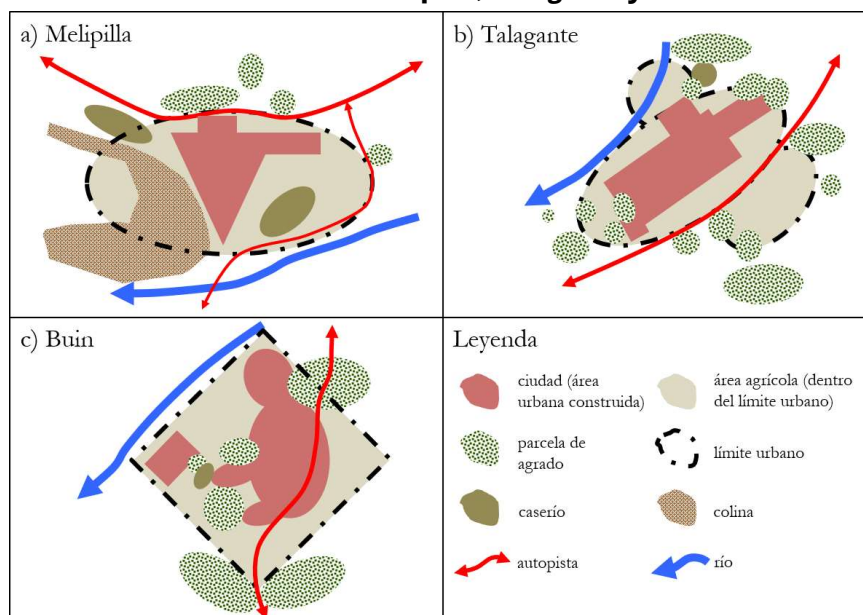 a) Melipilla
b) Talagante
c) Buin
Leyenda
ciudad (área
urbana construida)
área agrícola (dentro
del límite urbano)
parcela de
agrado
límite urbano
caserío
colina
autopista
río